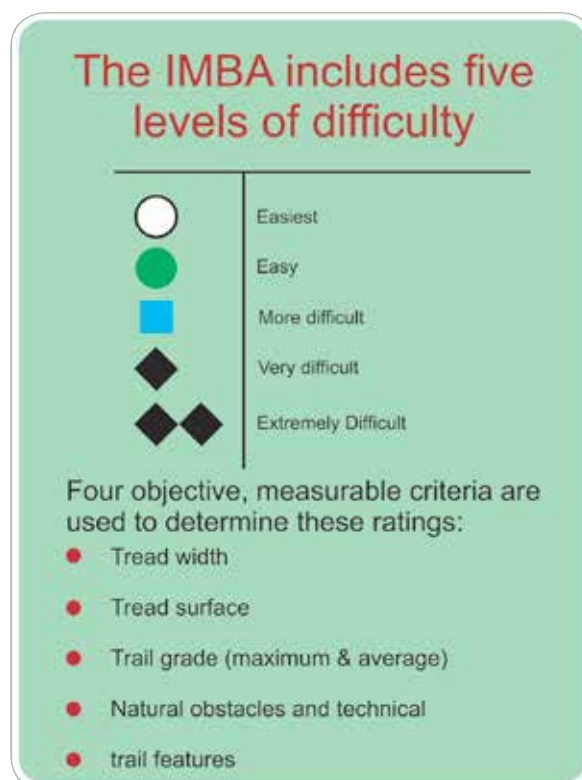 The IMBA includes five
levels of difficulty
Easiest
Easy
More difficult
Very difficult
Extremely Difficult
Four objective, measurable criteria are
used to determine these ratings:
Tread width
Tread surface
Trail grade (maximum & average)
Natural obstacles and technical
trail features